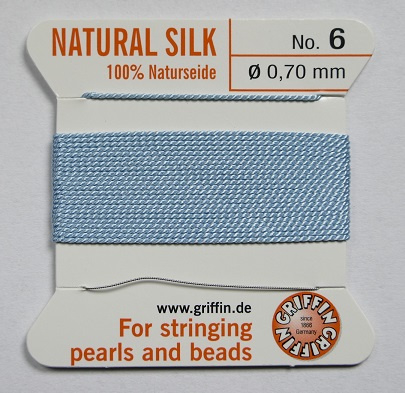 NATURAL SILK
100% Naturseide
No. 6
Ø 0,70 mm
www.griffin.de
For stringing
pearls and beads
GRIFFIN GRIFFIN
since
1866
Germany